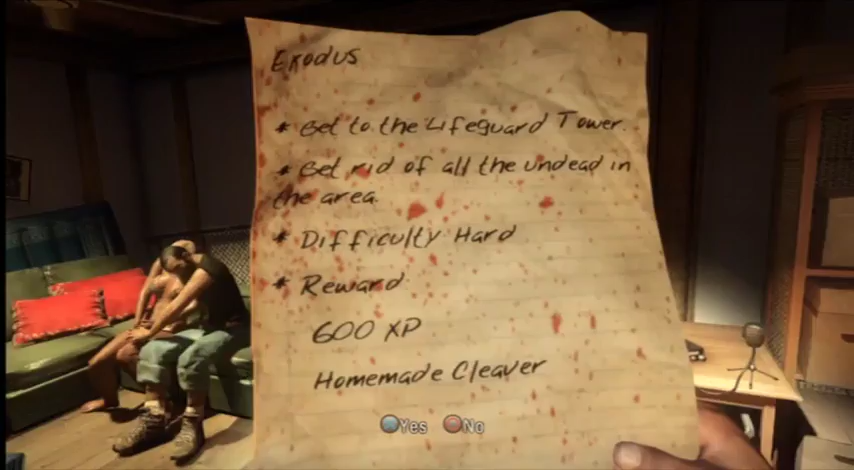 Exodus
* Get to the Lifeguard Tower.
* Get rid of all the undead in
the area.
* Difficulty Hard
* Reward
600 XP
Homemade Cleaver
Yes No